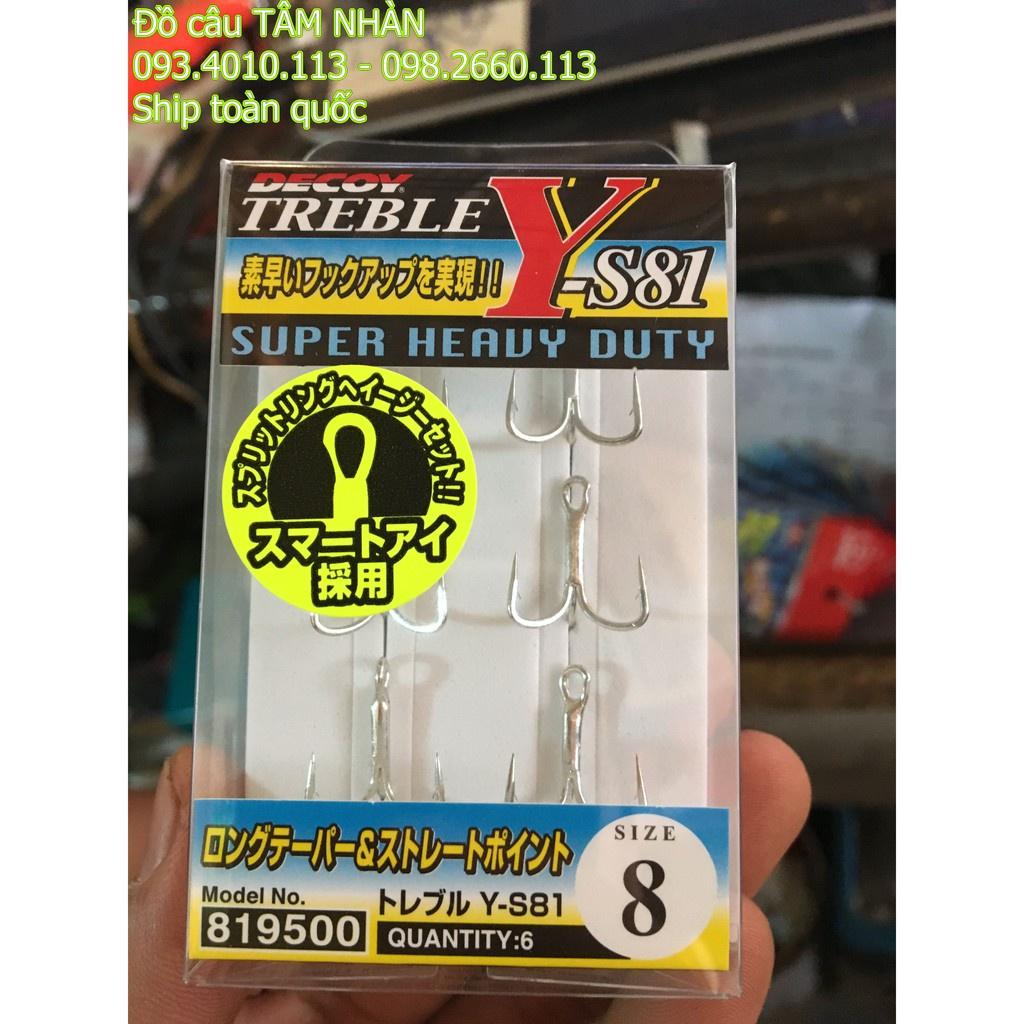 Đồ câu TÂM NHÀN
093.4010.113 - 098.2660.113
Ship toàn quốc
DECOY®
TREBLE Y-S81
素早いフックアップを実現!!
SUPER HEAVY DUTY
スプリットリングへイージーセット!!
スマートアイ
採用
ロングテーパー&ストレートポイント
SIZE
8
Model No.
819500
トレブル Y-S81
QUANTITY:6